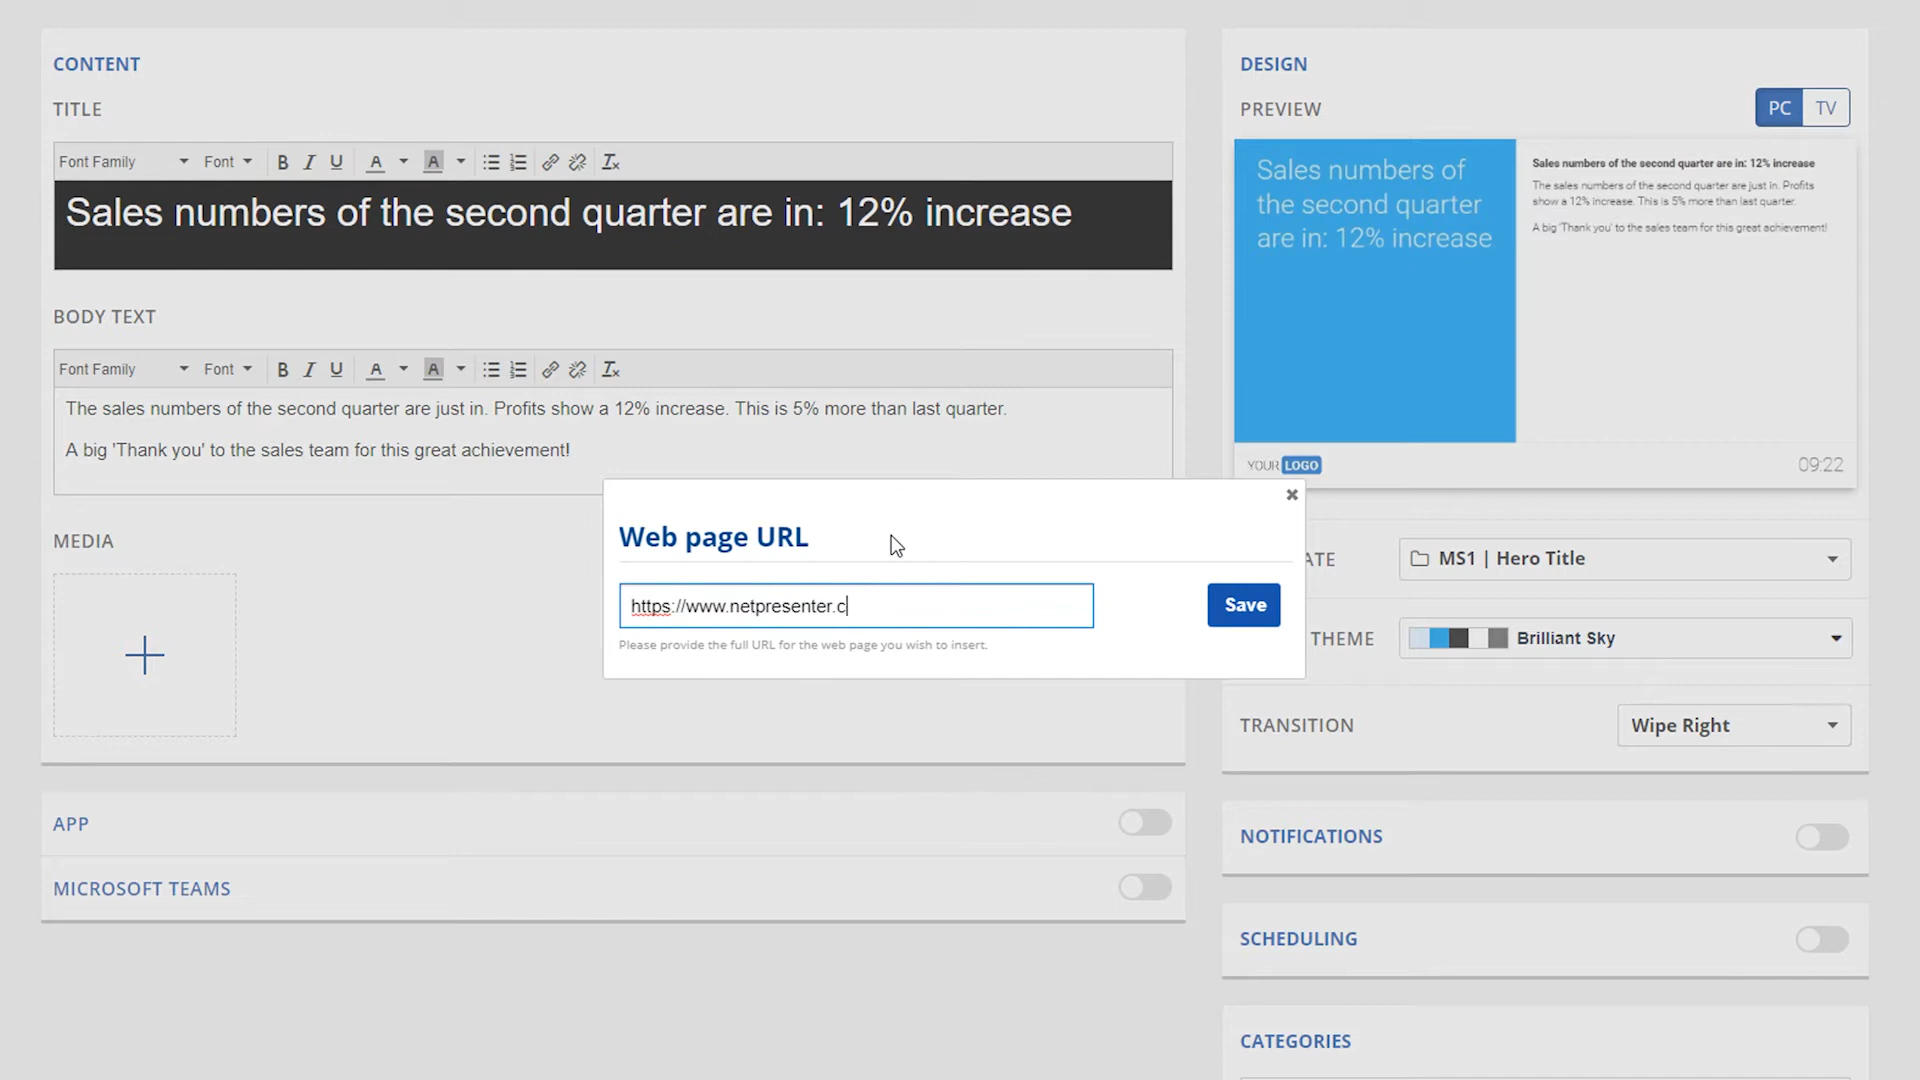 CONTENT
TITLE
Font Family Font B I U A A
Sales numbers of the second quarter are in: 12% increase
BODY TEXT
Font Family Font B I U A A
The sales numbers of the second quarter are just in. Profits show a 12% increase. This is 5% more than last quarter.
A big 'Thank you' to the sales team for this great achievement!
MEDIA
APP
MICROSOFT TEAMS
Web page URL
https://www.netpresenter.c
Save
Please provide the full URL for the web page you wish to insert.
DESIGN
PREVIEW
PC TV
Sales numbers of
the second quarter
are in: 12% increase
Sales numbers of the second quarter are in: 12% increase
The sales numbers of the second quarter are just in. Profits
show a 12% increase. This is 5% more than last quarter.
A big 'Thank you' to the sales team for this great achievement!
YOUR LOGO
09:22
ATE
MS1 | Hero Title
THEME
Brilliant Sky
TRANSITION
Wipe Right
NOTIFICATIONS
SCHEDULING
CATEGORIES